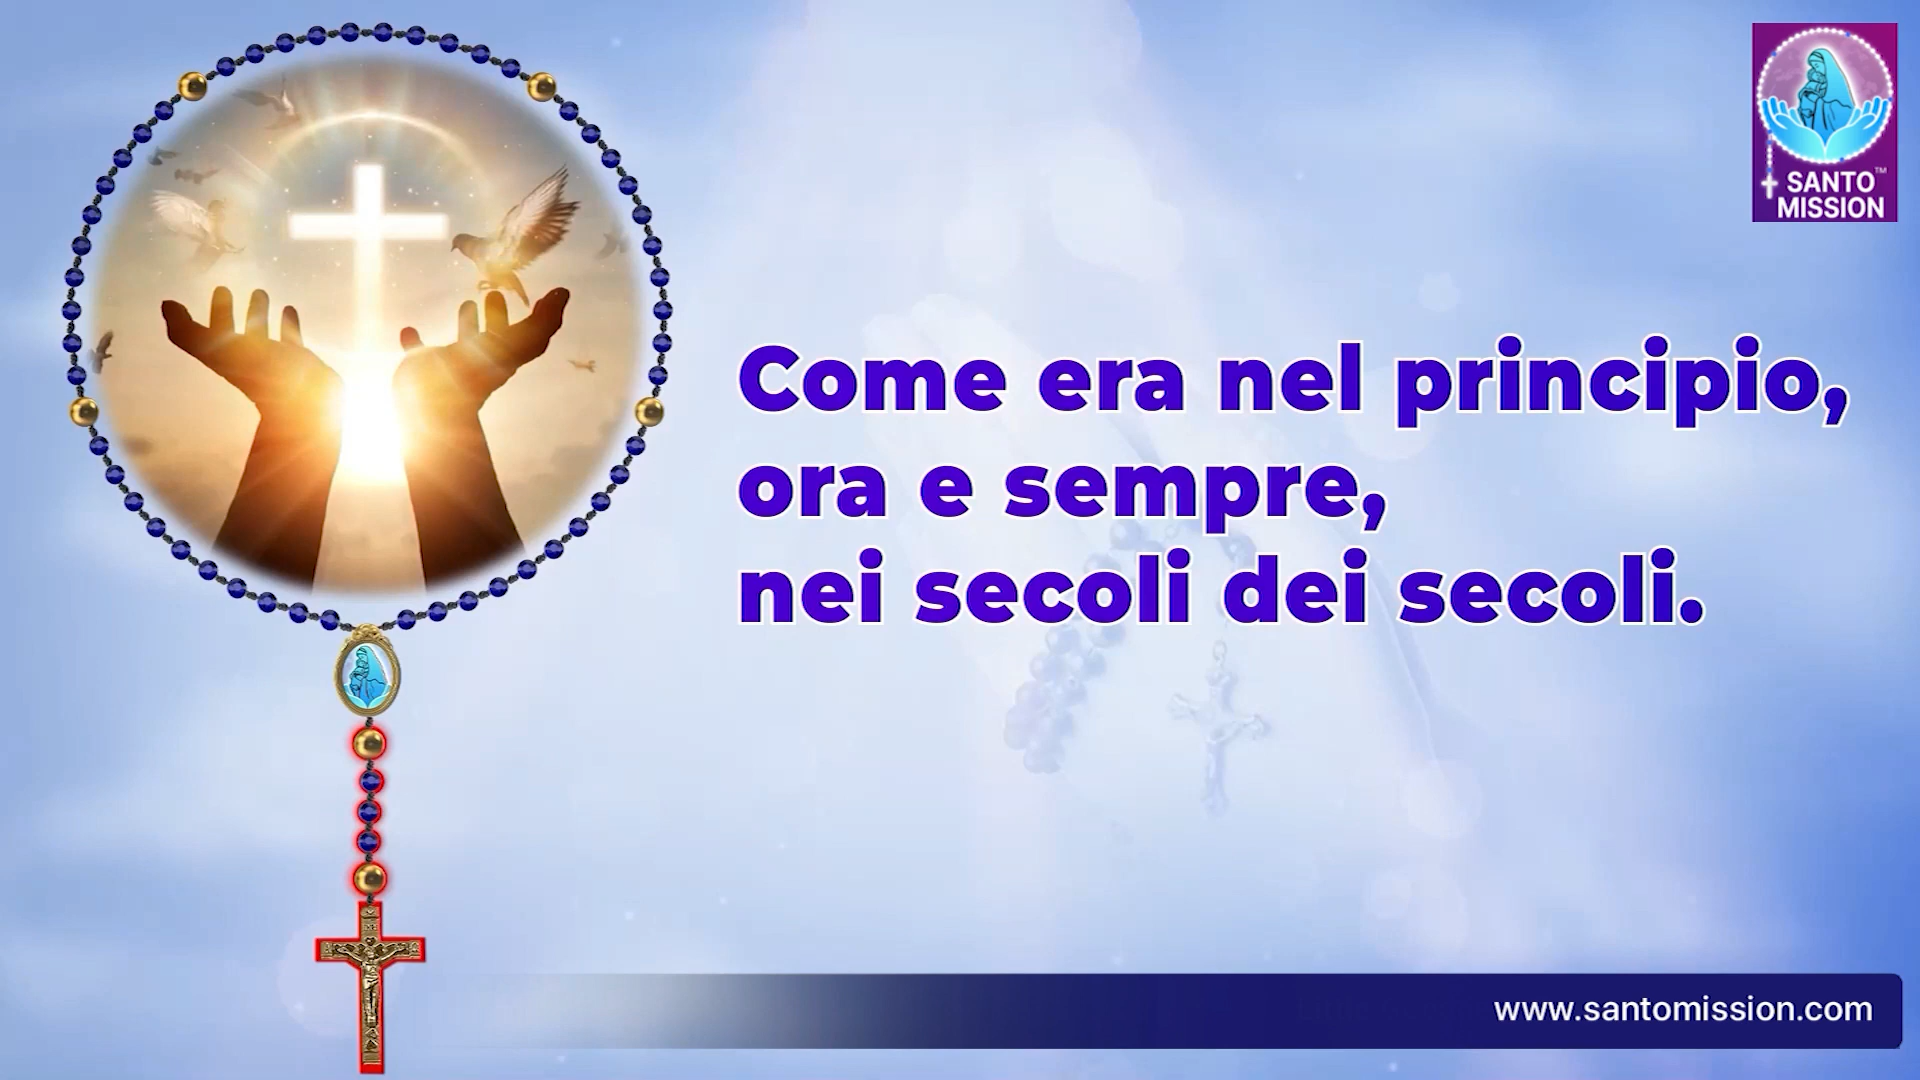 SANTO™
MISSION
Come era nel principio,
ora e sempre,
nei secoli dei secoli.
www.santomission.com